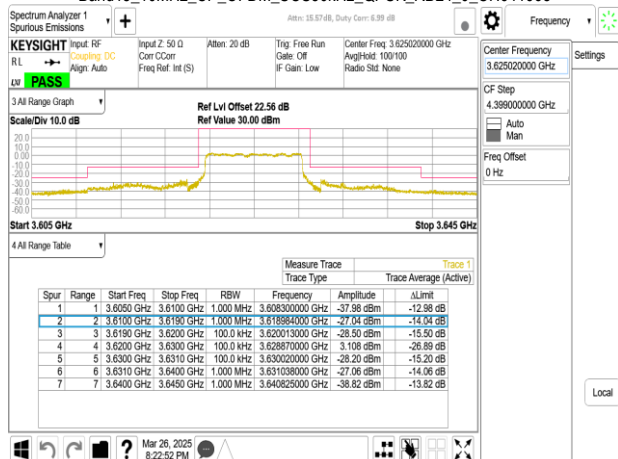 Spectrum Analyzer 1
Spurious Emissions
Attn: 15.57dB, Duty Corr: 6.99 dB
Frequency
KEYSIGHT
Input: RF
Coupling: DC
Align: Auto
Input Z: 50 Ω
Corr CCorr
Freq Ref: Int (S)
Atten: 20 dB
Trig: Free Run
Gate: Off
IF Gain: Low
Center Freq: 3.625020000 GHz
Avg|Hold: 100/100
Radio Std: None
RL
PASS
Center Frequency
3.625020000 GHz
Settings
CF Step
4.399000000 GHz
Auto
Man
Freq Offset
0 Hz
3 All Range Graph
Scale/Div 10.0 dB
Ref Lvl Offset 22.56 dB
Ref Value 30.00 dBm
20.0
10.0
0.00
-10.0
-20.0
-30.0
-40.0
-50.0
-60.0
Start 3.605 GHz
Stop 3.645 GHz
4 All Range Table
Measure Trace Trace 1
Trace Type Trace Average (Active)
Spur Range Start Freq Stop Freq RBW Frequency Amplitude ΔLimit
1 1 3.6050 GHz 3.6100 GHz 1.000 MHz 3.608300000 GHz -37.98 dBm -12.98 dB
2 2 3.6100 GHz 3.6190 GHz 1.000 MHz 3.618984000 GHz -27.04 dBm -14.04 dB
3 3 3.6190 GHz 3.6200 GHz 100.0 kHz 3.620013000 GHz -28.50 dBm -15.50 dB
4 4 3.6200 GHz 3.6300 GHz 100.0 kHz 3.628870000 GHz 3.108 dBm -26.89 dB
5 5 3.6300 GHz 3.6310 GHz 100.0 kHz 3.630020000 GHz -28.20 dBm -15.20 dB
6 6 3.6310 GHz 3.6400 GHz 1.000 MHz 3.631038000 GHz -27.06 dBm -14.06 dB
7 7 3.6400 GHz 3.6450 GHz 1.000 MHz 3.640825000 GHz -38.82 dBm -13.82 dB
Local
Mar 26, 2025
8:22:52 PM